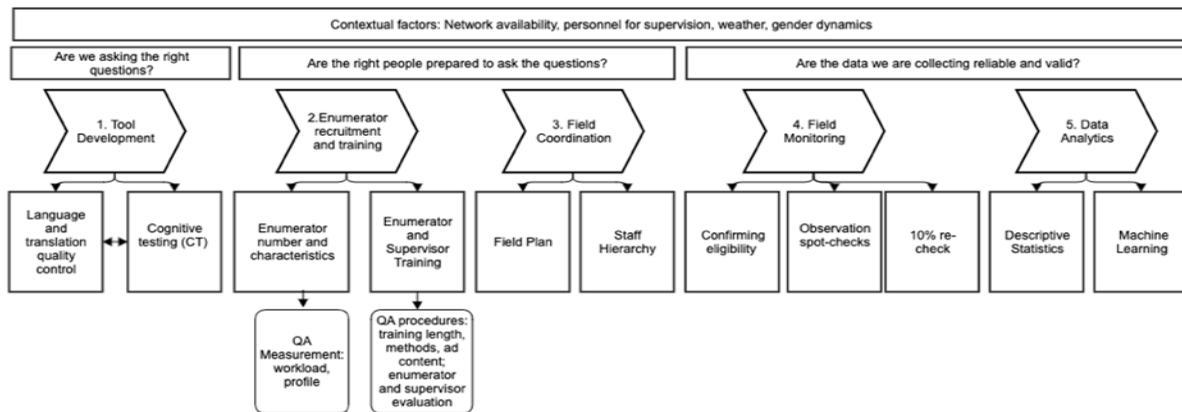 Contextual factors: Network availability, personnel for supervision, weather, gender dynamics
Are we asking the right
questions?
Are the right people prepared to ask the questions?
Are the data we are collecting reliable and valid?
1. Tool
Development
2.Enumerator
recruitment
and training
3. Field
Coordination
4. Field
Monitoring
5. Data
Analytics
Language
and
translation
quality
control
Cognitive
testing (CT)
Enumerator
number and
characteristics
Enumerator
and
Supervisor
Training
Field Plan
Staff
Hierarchy
Confirming
eligibility
Observation
spot-checks
10% re-
check
Descriptive
Statistics
Machine
Learning
QA
Measurement:
workload,
profile
QA procedures:
training length,
methods, ad
content;
enumerator
and supervisor
evaluation